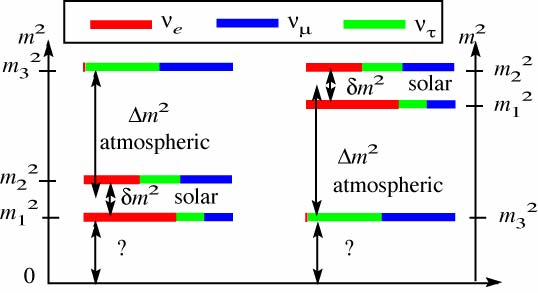 νe νμ ντ
m² m²
m₃² m₂²
δm² solar
m₁²
Δm²
atmospheric
Δm²
atmospheric
m₂²
δm² solar
m₁² m₃²
? ?
0